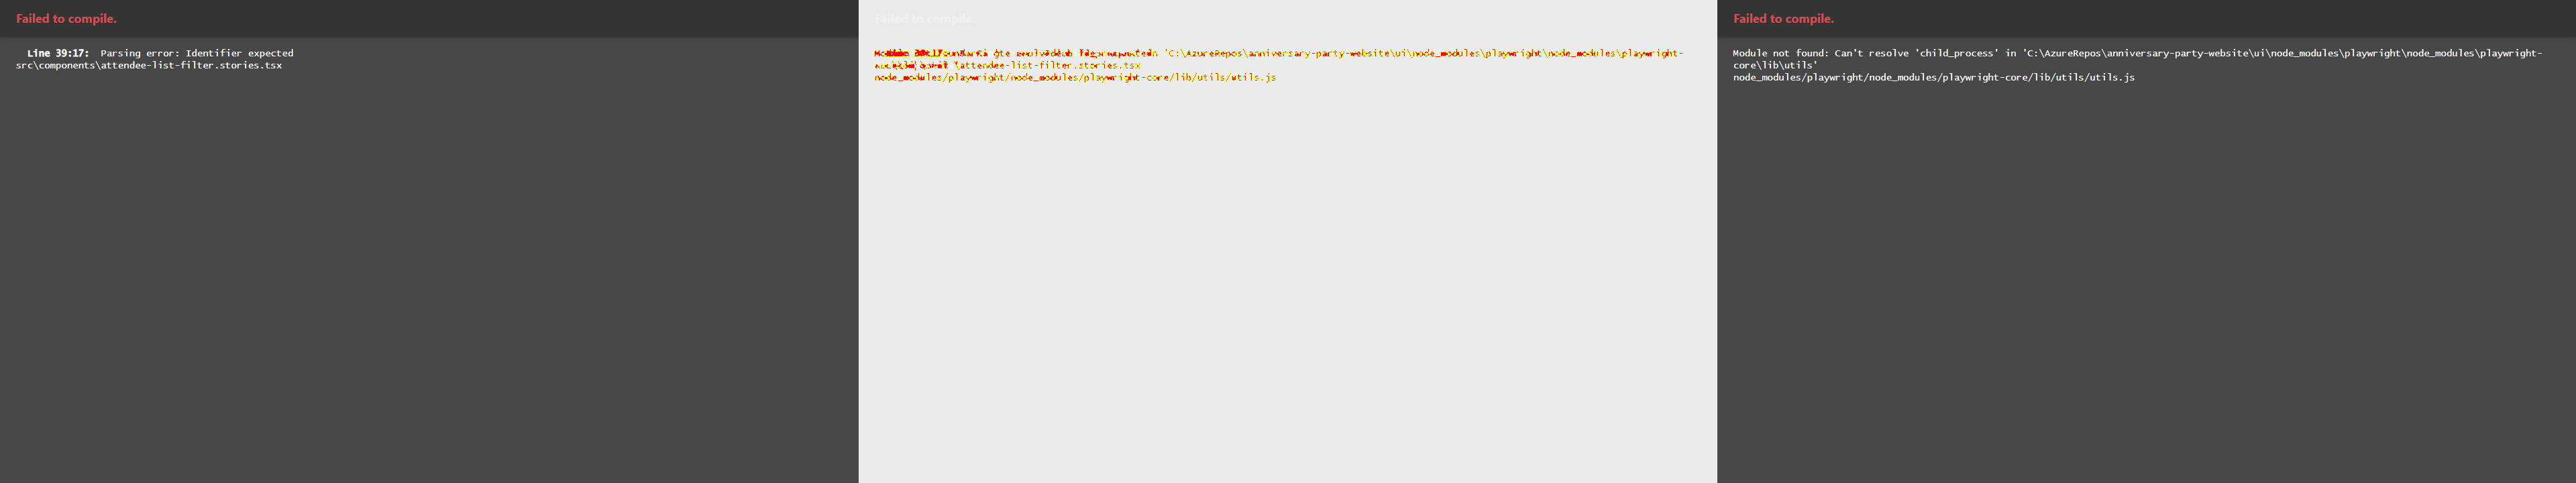 Failed to compile.
Line 39:17:  Parsing error: Identifier expected
src\components\attendee-list-filter.stories.tsx
Failed to compile.
'C:\AzureRepos\anniversary-party-website\ui\node_modules\playwright\node_modules\playwright-
\attendee-list-filter.stories.tsx
node_modules/playwright/node_modules/playwright-core/lib/utils/utils.js
Failed to compile.
Module not found: Can't resolve 'child_process' in 'C:\AzureRepos\anniversary-party-website\ui\node_modules\playwright\node_modules\playwright-
core\lib\utils'
node_modules/playwright/node_modules/playwright-core/lib/utils/utils.js